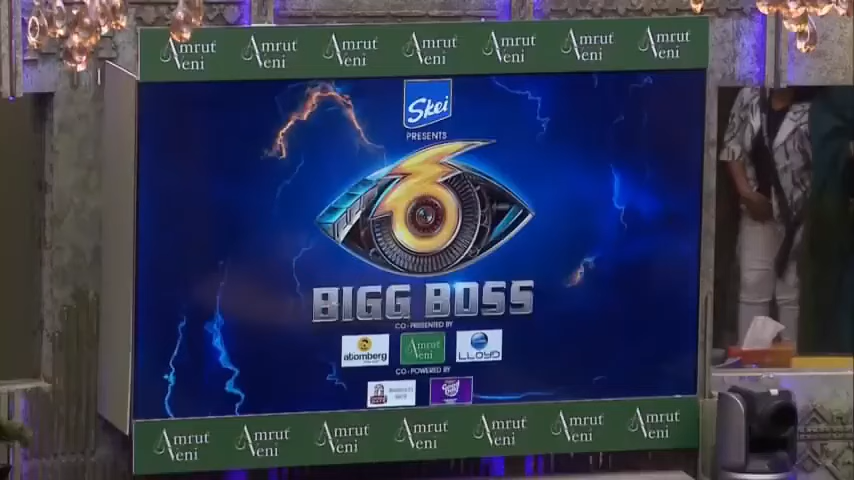 Amrut Veni Amrut Veni Amrut Veni Amrut Veni Amrut Veni Amrut Veni Amrut Veni
Skei
PRESENTS
6
BIGG BOSS
CO-PRESENTED BY
atomberg Amrut Veni LLOYD
CO-POWERED BY
Amrut Veni Amrut Veni Amrut Veni Amrut Veni Amrut Veni Amrut Veni Amrut Veni